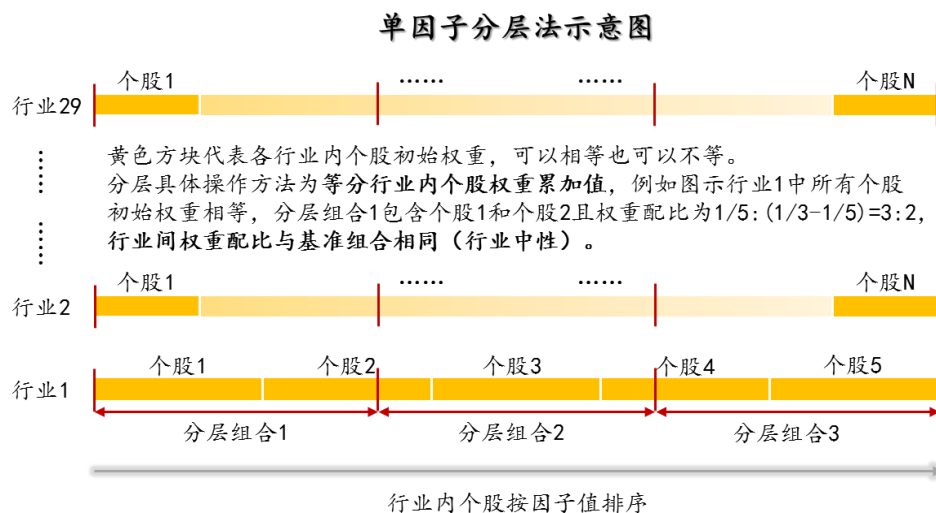 单因子分层法示意图
个股1 …… …… 个股N
行业29
……
黄色方块代表各行业内个股初始权重，可以相等也可以不等。
分层具体操作方法为等分行业内个股权重累加值，例如图示行业1中所有个股
初始权重相等，分层组合1包含个股1和个股2且权重配比为1/5:(1/3-1/5)=3:2,
行业间权重配比与基准组合相同（行业中性）。
……
个股1 …… …… 个股N
行业2
个股1 个股2 个股3 个股4 个股5
行业1
分层组合1 分层组合2 分层组合3
行业内个股按因子值排序